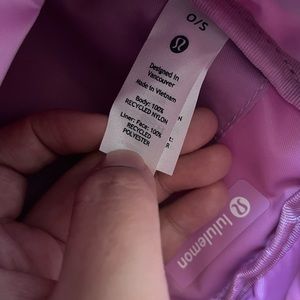 O/S
Designed in
Vancouver
Made in Vietnam
Body: 100%
RECYCLED NYLON
Liner: Face: 100%
RECYCLED
POLYESTER
lululemon